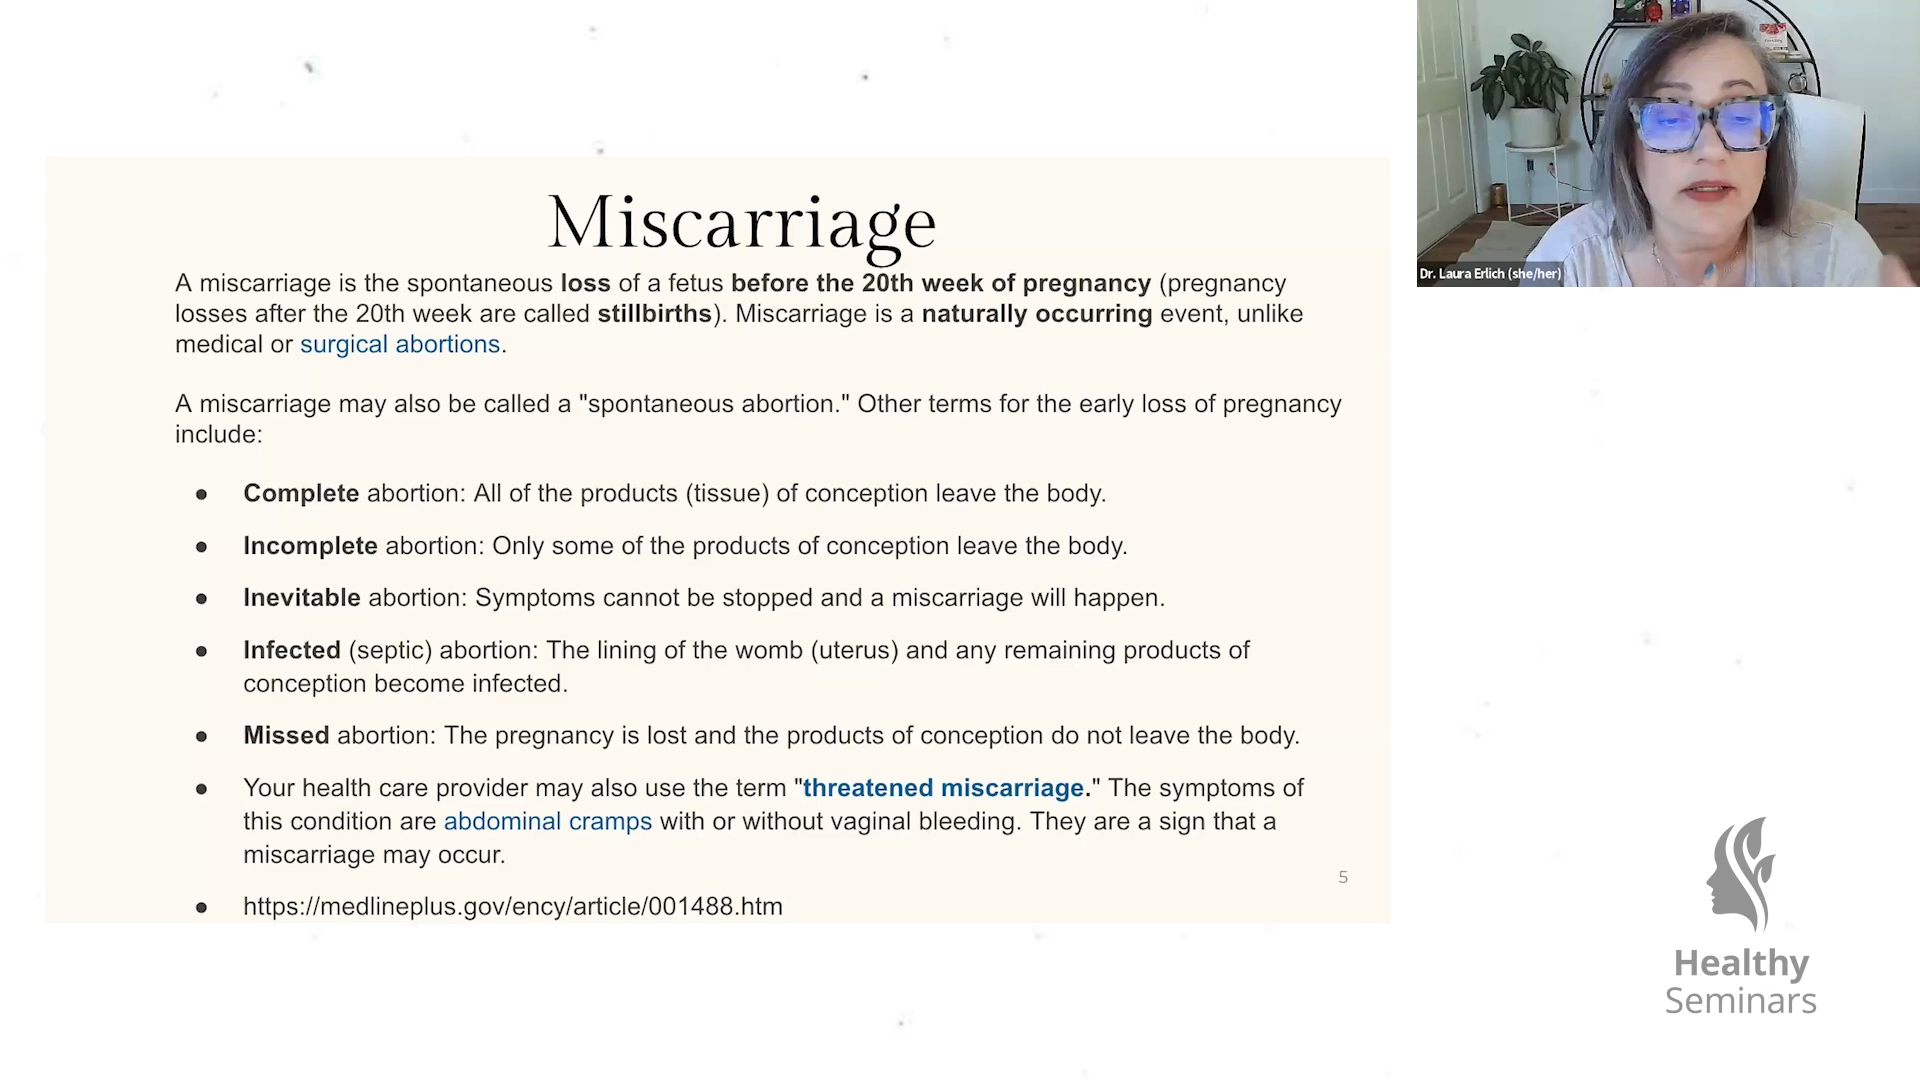 Miscarriage
A miscarriage is the spontaneous loss of a fetus before the 20th week of pregnancy (pregnancy
losses after the 20th week are called stillbirths). Miscarriage is a naturally occurring event, unlike
medical or surgical abortions.
A miscarriage may also be called a "spontaneous abortion." Other terms for the early loss of pregnancy
include:
● Complete abortion: All of the products (tissue) of conception leave the body.
● Incomplete abortion: Only some of the products of conception leave the body.
● Inevitable abortion: Symptoms cannot be stopped and a miscarriage will happen.
● Infected (septic) abortion: The lining of the womb (uterus) and any remaining products of
conception become infected.
● Missed abortion: The pregnancy is lost and the products of conception do not leave the body.
● Your health care provider may also use the term "threatened miscarriage." The symptoms of
this condition are abdominal cramps with or without vaginal bleeding. They are a sign that a
miscarriage may occur.
● https://medlineplus.gov/ency/article/001488.htm
5
Dr. Laura Erlich (she/her)
Healthy
Seminars